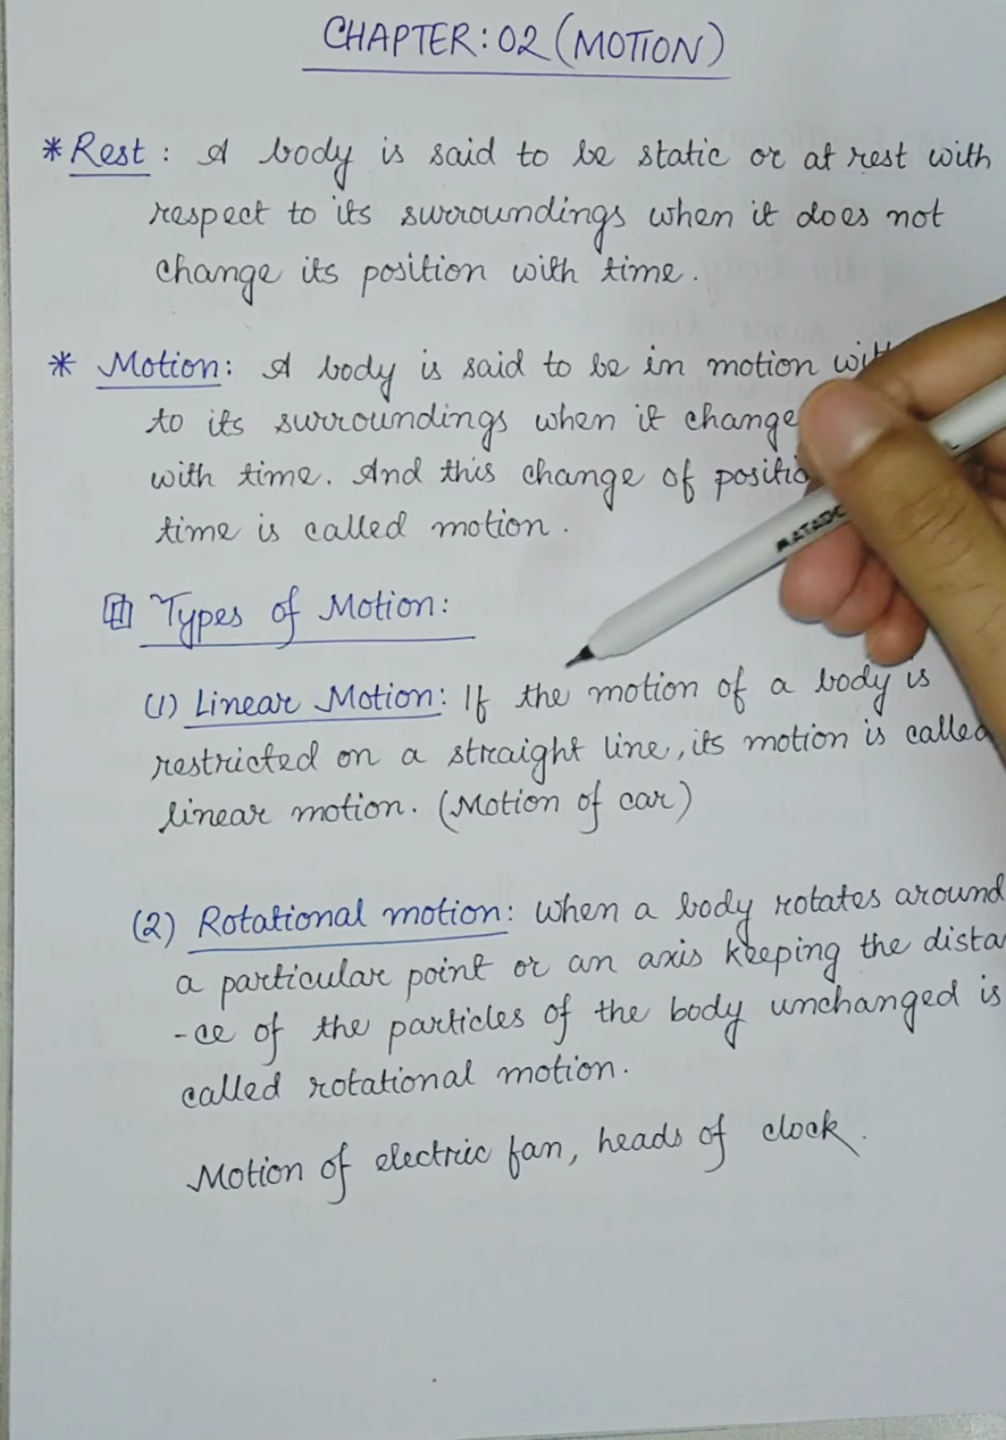 CHAPTER: 02 (MOTION)
* Rest : A body is said to be static or at rest with
respect to its surroundings when it does not
change its position with time.
* Motion: A body is said to be in motion
to its surroundings when it change
with time. And this change of
time is called motion.
Types of Motion:
(1) Linear Motion: If the motion of a body is
restricted on a straight line, its motion is called
linear motion. (Motion of car)
(2) Rotational motion: when a body rotates around
a particular point or an axis keeping the dista
-ce of the particles of the body unchanged is
called rotational motion.
Motion of electric fan, heads of clock.
MATADO